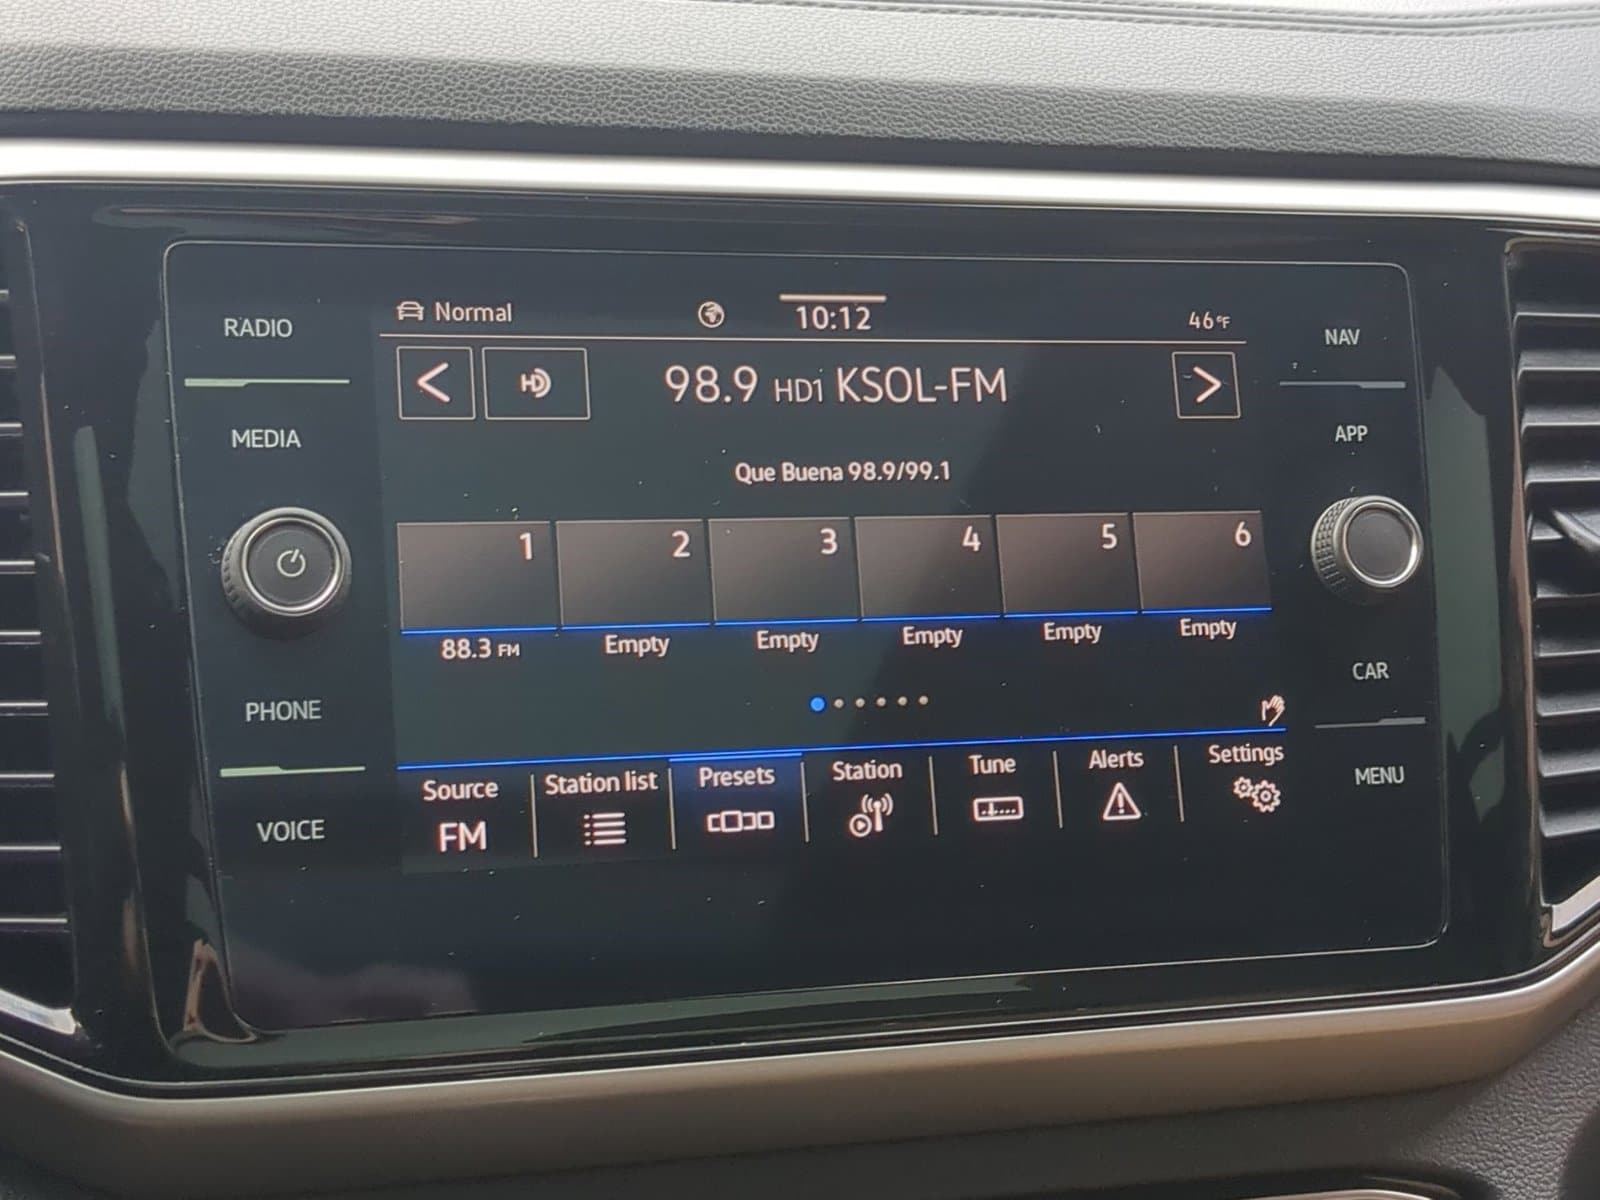 RADIO
MEDIA
PHONE
VOICE
Normal
10:12
46°F
< HD 98.9 HD1 KSOL-FM >
Que Buena 98.9/99.1
1 2 3 4 5 6
88.3 FM Empty Empty Empty Empty Empty
Source Station list Presets Station Tune Alerts Settings
FM
NAV
APP
CAR
MENU